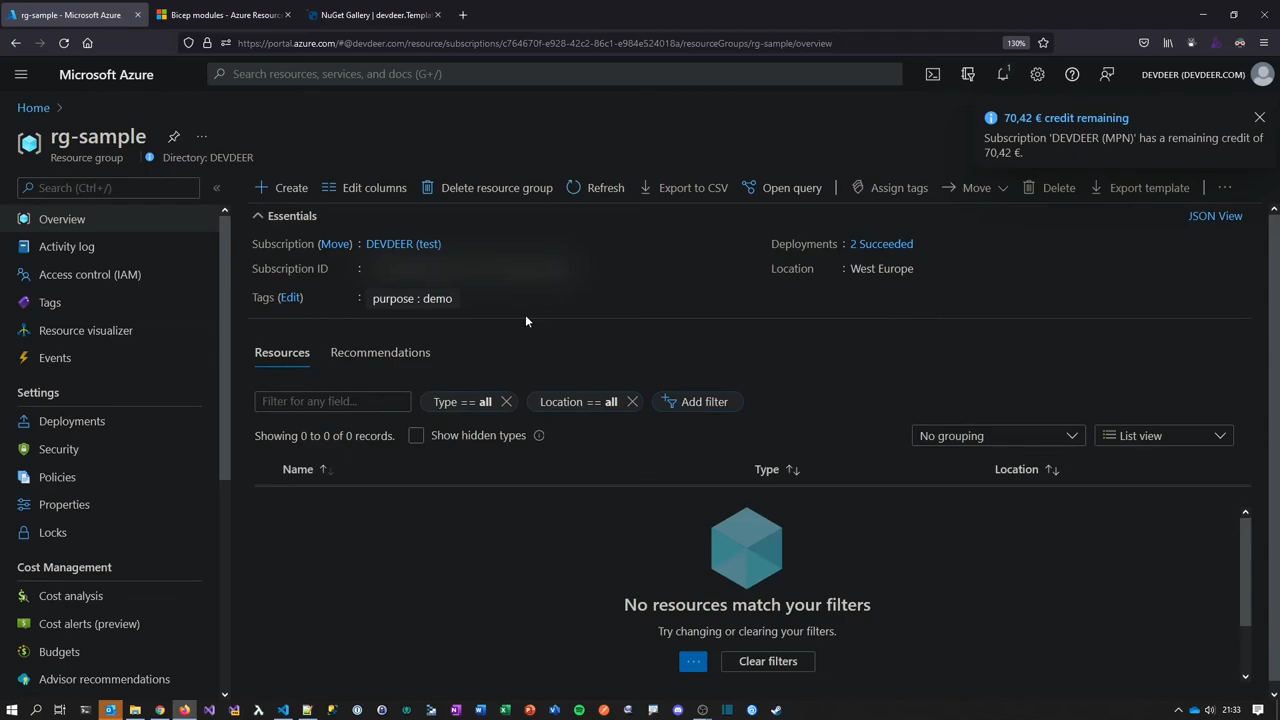 rg-sample - Microsoft Azure
Bicep modules - Azure Resourc
NuGet Gallery | devdeer.Templat
https://portal.azure.com/#@devdeer.com/resource/subscriptions/c764670f-e928-42c2-86c1-e984e524018a/resourceGroups/rg-sample/overview
130%
Microsoft Azure
Search resources, services, and docs (G+/)
1
DEVDEER (DEVDEER.COM)
Home
70,42 € credit remaining
Subscription 'DEVDEER (MPN)' has a remaining credit of
70,42 €.
rg-sample
...
Resource group
Directory: DEVDEER
Search (Ctrl+/)
Create
Edit columns
Delete resource group
Refresh
Export to CSV
Open query
Assign tags
Move
Delete
Export template
...
Essentials
JSON View
Subscription (Move) : DEVDEER (test)
Deployments : 2 Succeeded
Subscription ID :
Location : West Europe
Tags (Edit) : purpose : demo
Overview
Activity log
Access control (IAM)
Tags
Resource visualizer
Events
Settings
Deployments
Security
Policies
Properties
Locks
Cost Management
Cost analysis
Cost alerts (preview)
Budgets
Advisor recommendations
Resources
Recommendations
Filter for any field...
Type == all
Location == all
Add filter
Showing 0 to 0 of 0 records.
Show hidden types
No grouping
List view
Name
Type
Location
No resources match your filters
Try changing or clearing your filters.
...
Clear filters
21:33